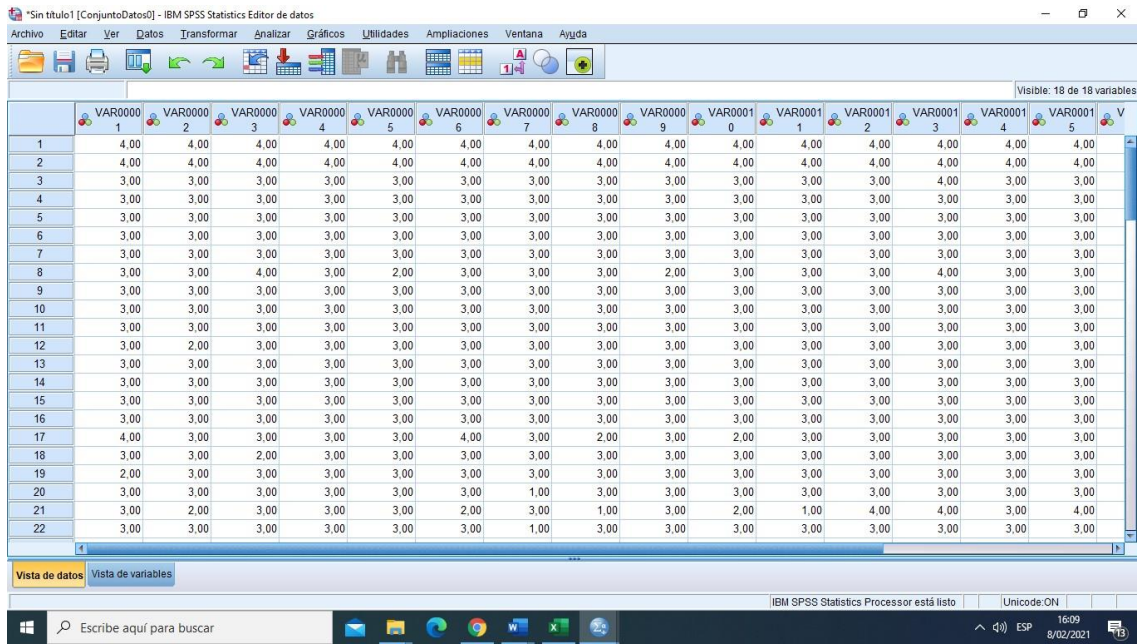 *Sin título1 [ConjuntoDatos0] - IBM SPSS Statistics Editor de datos
Archivo Editar Ver Datos Transformar Analizar Gráficos Utilidades Ampliaciones Ventana Ayuda
Visible: 18 de 18 variables
VAR00001 VAR00002 VAR00003 VAR00004 VAR00005 VAR00006 VAR00007 VAR00008 VAR00009 VAR00010 VAR00011 VAR00012 VAR00013 VAR00014 VAR00015 V
1 4,00 4,00 4,00 4,00 4,00 4,00 4,00 4,00 4,00 4,00 4,00 4,00 4,00 4,00 4,00
2 4,00 4,00 4,00 4,00 4,00 4,00 4,00 4,00 4,00 4,00 4,00 4,00 4,00 4,00 4,00
3 3,00 3,00 3,00 3,00 3,00 3,00 3,00 3,00 3,00 3,00 3,00 3,00 4,00 3,00 3,00
4 3,00 3,00 3,00 3,00 3,00 3,00 3,00 3,00 3,00 3,00 3,00 3,00 3,00 3,00 3,00
5 3,00 3,00 3,00 3,00 3,00 3,00 3,00 3,00 3,00 3,00 3,00 3,00 3,00 3,00 3,00
6 3,00 3,00 3,00 3,00 3,00 3,00 3,00 3,00 3,00 3,00 3,00 3,00 3,00 3,00 3,00
7 3,00 3,00 3,00 3,00 3,00 3,00 3,00 3,00 3,00 3,00 3,00 3,00 3,00 3,00 3,00
8 3,00 3,00 4,00 3,00 2,00 3,00 3,00 3,00 2,00 3,00 3,00 3,00 4,00 3,00 3,00
9 3,00 3,00 3,00 3,00 3,00 3,00 3,00 3,00 3,00 3,00 3,00 3,00 3,00 3,00 3,00
10 3,00 3,00 3,00 3,00 3,00 3,00 3,00 3,00 3,00 3,00 3,00 3,00 3,00 3,00 3,00
11 3,00 3,00 3,00 3,00 3,00 3,00 3,00 3,00 3,00 3,00 3,00 3,00 3,00 3,00 3,00
12 3,00 2,00 3,00 3,00 3,00 3,00 3,00 3,00 3,00 3,00 3,00 3,00 3,00 3,00 3,00
13 3,00 3,00 3,00 3,00 3,00 3,00 3,00 3,00 3,00 3,00 3,00 3,00 3,00 3,00 3,00
14 3,00 3,00 3,00 3,00 3,00 3,00 3,00 3,00 3,00 3,00 3,00 3,00 3,00 3,00 3,00
15 3,00 3,00 3,00 3,00 3,00 3,00 3,00 3,00 3,00 3,00 3,00 3,00 3,00 3,00 3,00
16 3,00 3,00 3,00 3,00 3,00 3,00 3,00 3,00 3,00 3,00 3,00 3,00 3,00 3,00 3,00
17 4,00 3,00 3,00 3,00 3,00 4,00 3,00 2,00 3,00 2,00 3,00 3,00 3,00 3,00 3,00
18 3,00 3,00 2,00 3,00 3,00 3,00 3,00 3,00 3,00 3,00 3,00 3,00 3,00 3,00 3,00
19 2,00 3,00 3,00 3,00 3,00 3,00 3,00 3,00 3,00 3,00 3,00 3,00 3,00 3,00 3,00
20 3,00 3,00 3,00 3,00 3,00 3,00 1,00 3,00 3,00 3,00 3,00 3,00 3,00 3,00 3,00
21 3,00 2,00 3,00 3,00 3,00 2,00 3,00 1,00 3,00 2,00 1,00 4,00 4,00 3,00 4,00
22 3,00 3,00 3,00 3,00 3,00 3,00 1,00 3,00 3,00 3,00 3,00 3,00 3,00 3,00 3,00
Vista de datos Vista de variables
IBM SPSS Statistics Processor está listo Unicode:ON
Escribe aquí para buscar
ESP 16:09
8/02/2021
13